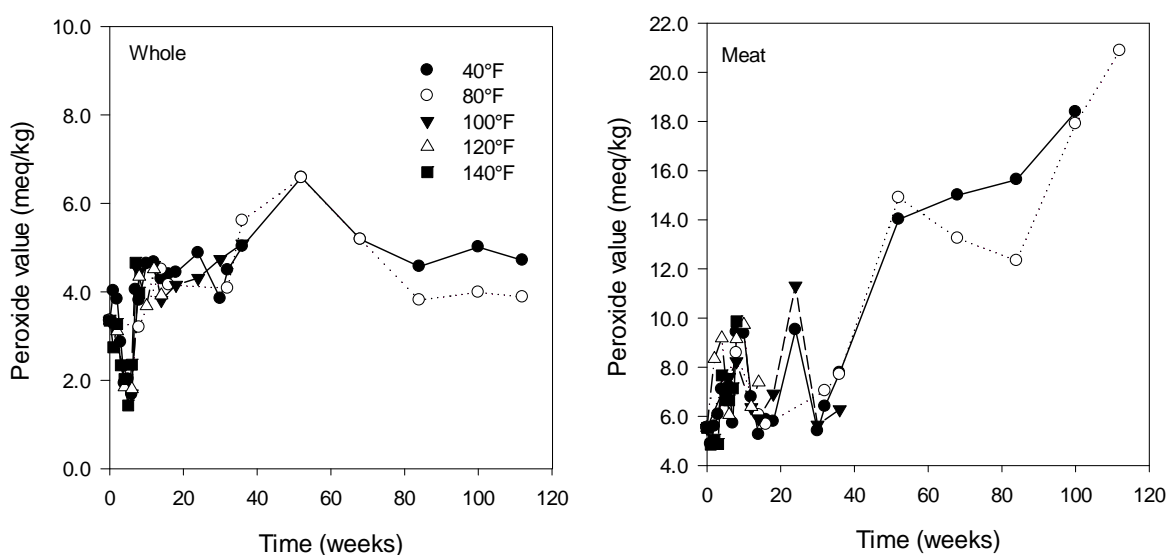 Peroxide value (meq/kg)
10.0
8.0
6.0
4.0
2.0
0.0
Whole
40°F
80°F
100°F
120°F
140°F
0 20 40 60 80 100 120
Time (weeks)
Peroxide value (meq/kg)
22.0
20.0
18.0
16.0
14.0
12.0
10.0
8.0
6.0
4.0
Meat
0 20 40 60 80 100 120
Time (weeks)